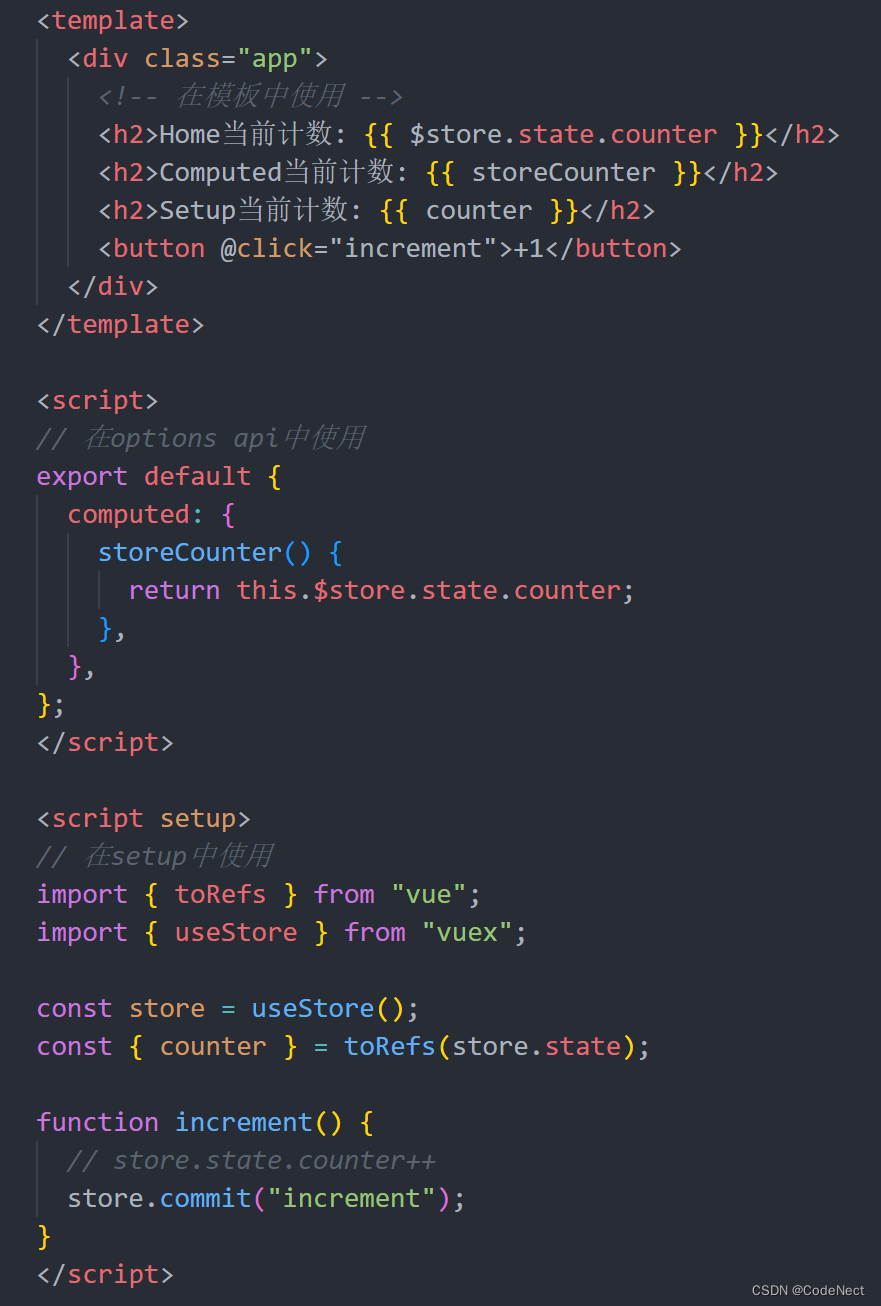 <template>
  <div class="app">
    <!-- 在模板中使用 -->
    <h2>Home当前计数: {{ $store.state.counter }}</h2>
    <h2>Computed当前计数: {{ storeCounter }}</h2>
    <h2>Setup当前计数: {{ counter }}</h2>
    <button @click="increment">+1</button>
  </div>
</template>

<script>
// 在options api中使用
export default {
  computed: {
    storeCounter() {
      return this.$store.state.counter;
    },
  },
};
</script>

<script setup>
// 在setup中使用
import { toRefs } from "vue";
import { useStore } from "vuex";

const store = useStore();
const { counter } = toRefs(store.state);

function increment() {
  // store.state.counter++
  store.commit("increment");
}
</script>
CSDN @CodeNect